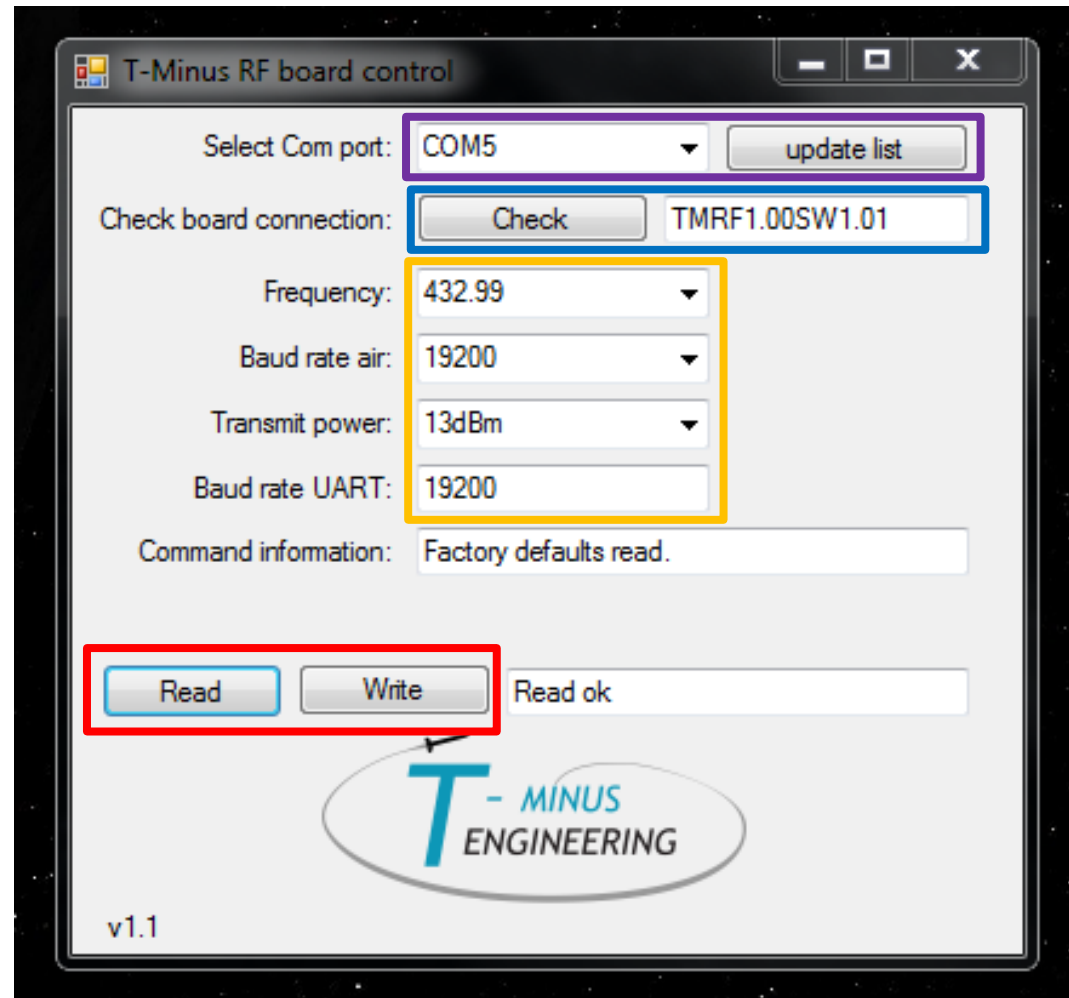 T-Minus RF board control
Select Com port: COM5 update list
Check board connection: Check TMRF1.00SW1.01
Frequency: 432.99
Baud rate air: 19200
Transmit power: 13dBm
Baud rate UART: 19200
Command information: Factory defaults read.
Read Write Read ok
T - MINUS
ENGINEERING
v1.1